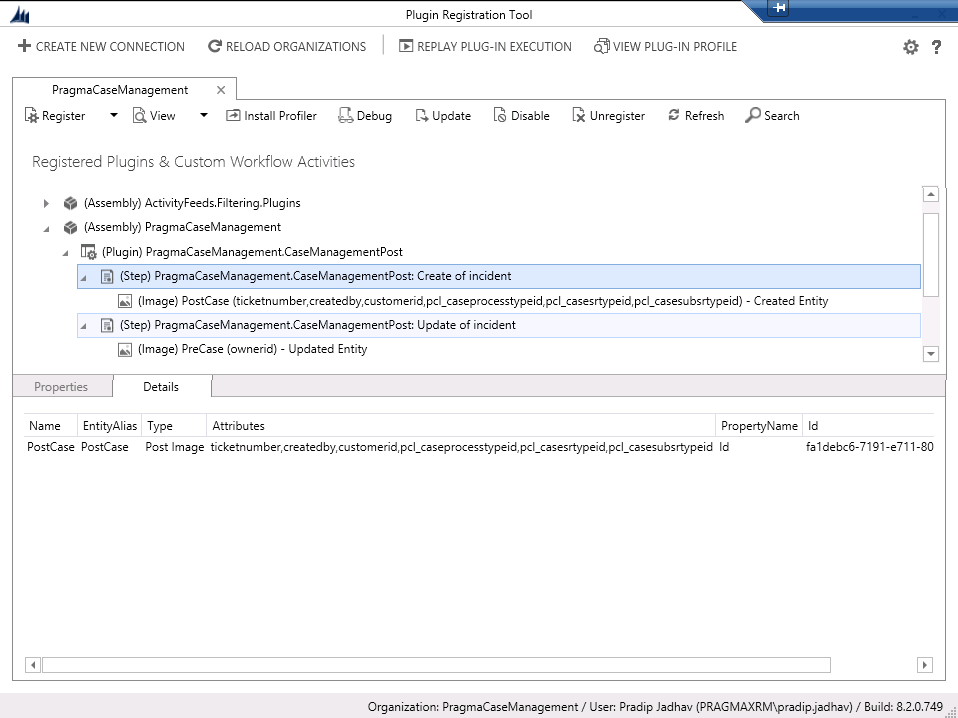 Plugin Registration Tool
CREATE NEW CONNECTION RELOAD ORGANIZATIONS REPLAY PLUG-IN EXECUTION VIEW PLUG-IN PROFILE
PragmaCaseManagement
Register View Install Profiler Debug Update Disable Unregister Refresh Search
Registered Plugins & Custom Workflow Activities
(Assembly) ActivityFeeds.Filtering.Plugins
(Assembly) PragmaCaseManagement
(Plugin) PragmaCaseManagement.CaseManagementPost
(Step) PragmaCaseManagement.CaseManagementPost: Create of incident
(Image) PostCase (ticketnumber,createdby,customerid,pcl_caseprocesstypeid,pcl_casesrtypeid,pcl_casesubsrtypeid) - Created Entity
(Step) PragmaCaseManagement.CaseManagementPost: Update of incident
(Image) PreCase (ownerid) - Updated Entity
Properties Details
Name EntityAlias Type Attributes PropertyName Id
PostCase PostCase Post Image ticketnumber,createdby,customerid,pcl_caseprocesstypeid,pcl_casesrtypeid,pcl_casesubsrtypeid Id fa1debc6-7191-e711-80
Organization: PragmaCaseManagement / User: Pradip Jadhav (PRAGMAXRM\pradip.jadhav) / Build: 8.2.0.749